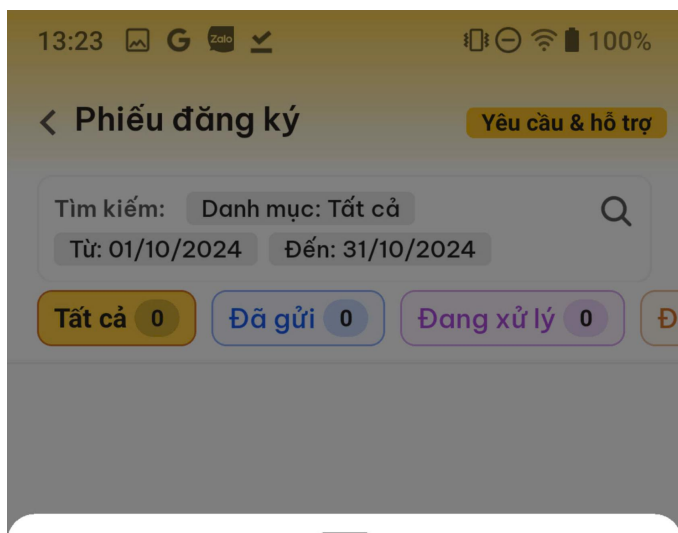 13:23 G Zalo 100%
Phiếu đăng ký Yêu cầu & hỗ trợ
Tìm kiếm: Danh mục: Tất cả
Từ: 01/10/2024 Đến: 31/10/2024
Tất cả 0 Đã gửi 0 Đang xử lý 0 Đ